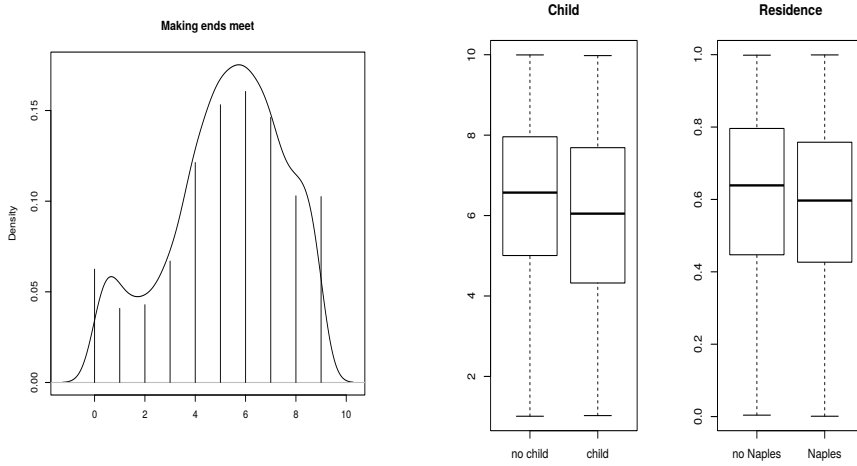 Making ends meet
Density
0.15
0.10
0.05
0.00
0 2 4 6 8 10
Child
10
8
6
4
2
no child child
Residence
1.0
0.8
0.6
0.4
0.2
0.0
no Naples Naples